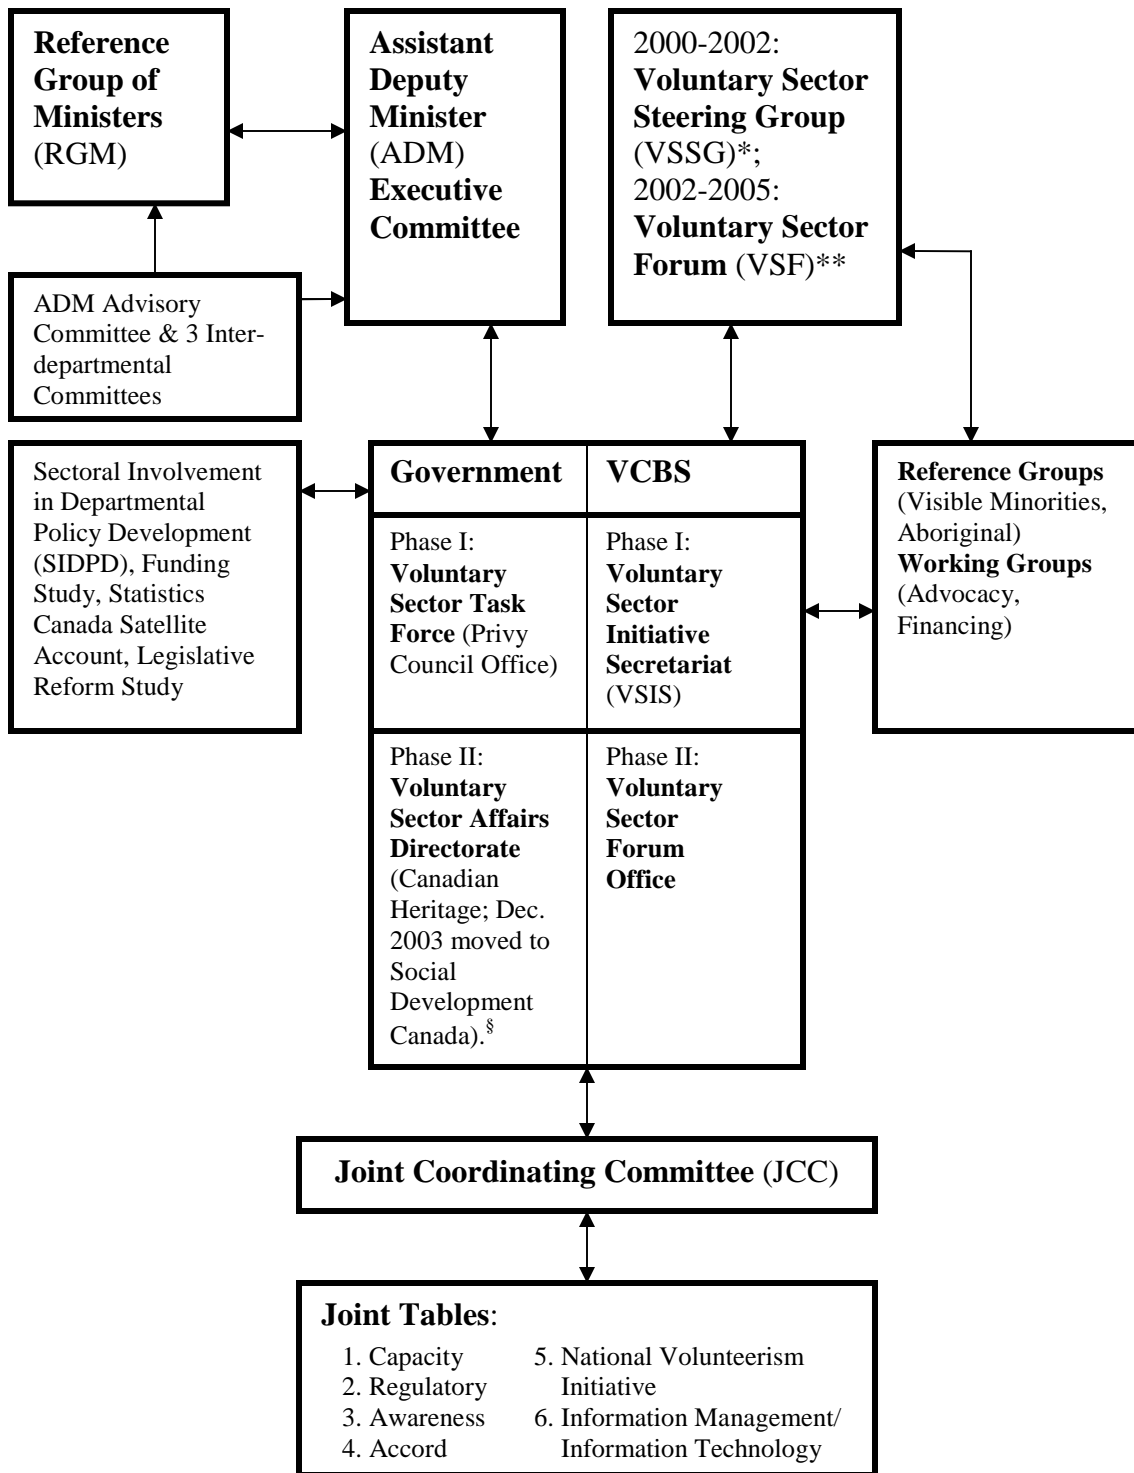 Reference
Group of
Ministers
(RGM)
Assistant
Deputy
Minister
(ADM)
Executive
Committee
2000-2002:
Voluntary Sector
Steering Group
(VSSG)*;
2002-2005:
Voluntary Sector
Forum (VSF)**
ADM Advisory
Committee & 3 Inter-
departmental
Committees
Sectoral Involvement
in Departmental
Policy Development
(SIDPD), Funding
Study, Statistics
Canada Satellite
Account, Legislative
Reform Study
Government
VCBS
Phase I:
Voluntary
Sector Task
Force (Privy
Council Office)
Phase I:
Voluntary
Sector
Initiative
Secretariat
(VSIS)
Phase II:
Voluntary
Sector Affairs
Directorate
(Canadian
Heritage; Dec.
2003 moved to
Social
Development
Canada).§
Phase II:
Voluntary
Sector
Forum
Office
Reference Groups
(Visible Minorities,
Aboriginal)
Working Groups
(Advocacy,
Financing)
Joint Coordinating Committee (JCC)
Joint Tables:
1. Capacity
2. Regulatory
3. Awareness
4. Accord
5. National Volunteerism
Initiative
6. Information Management/
Information Technology